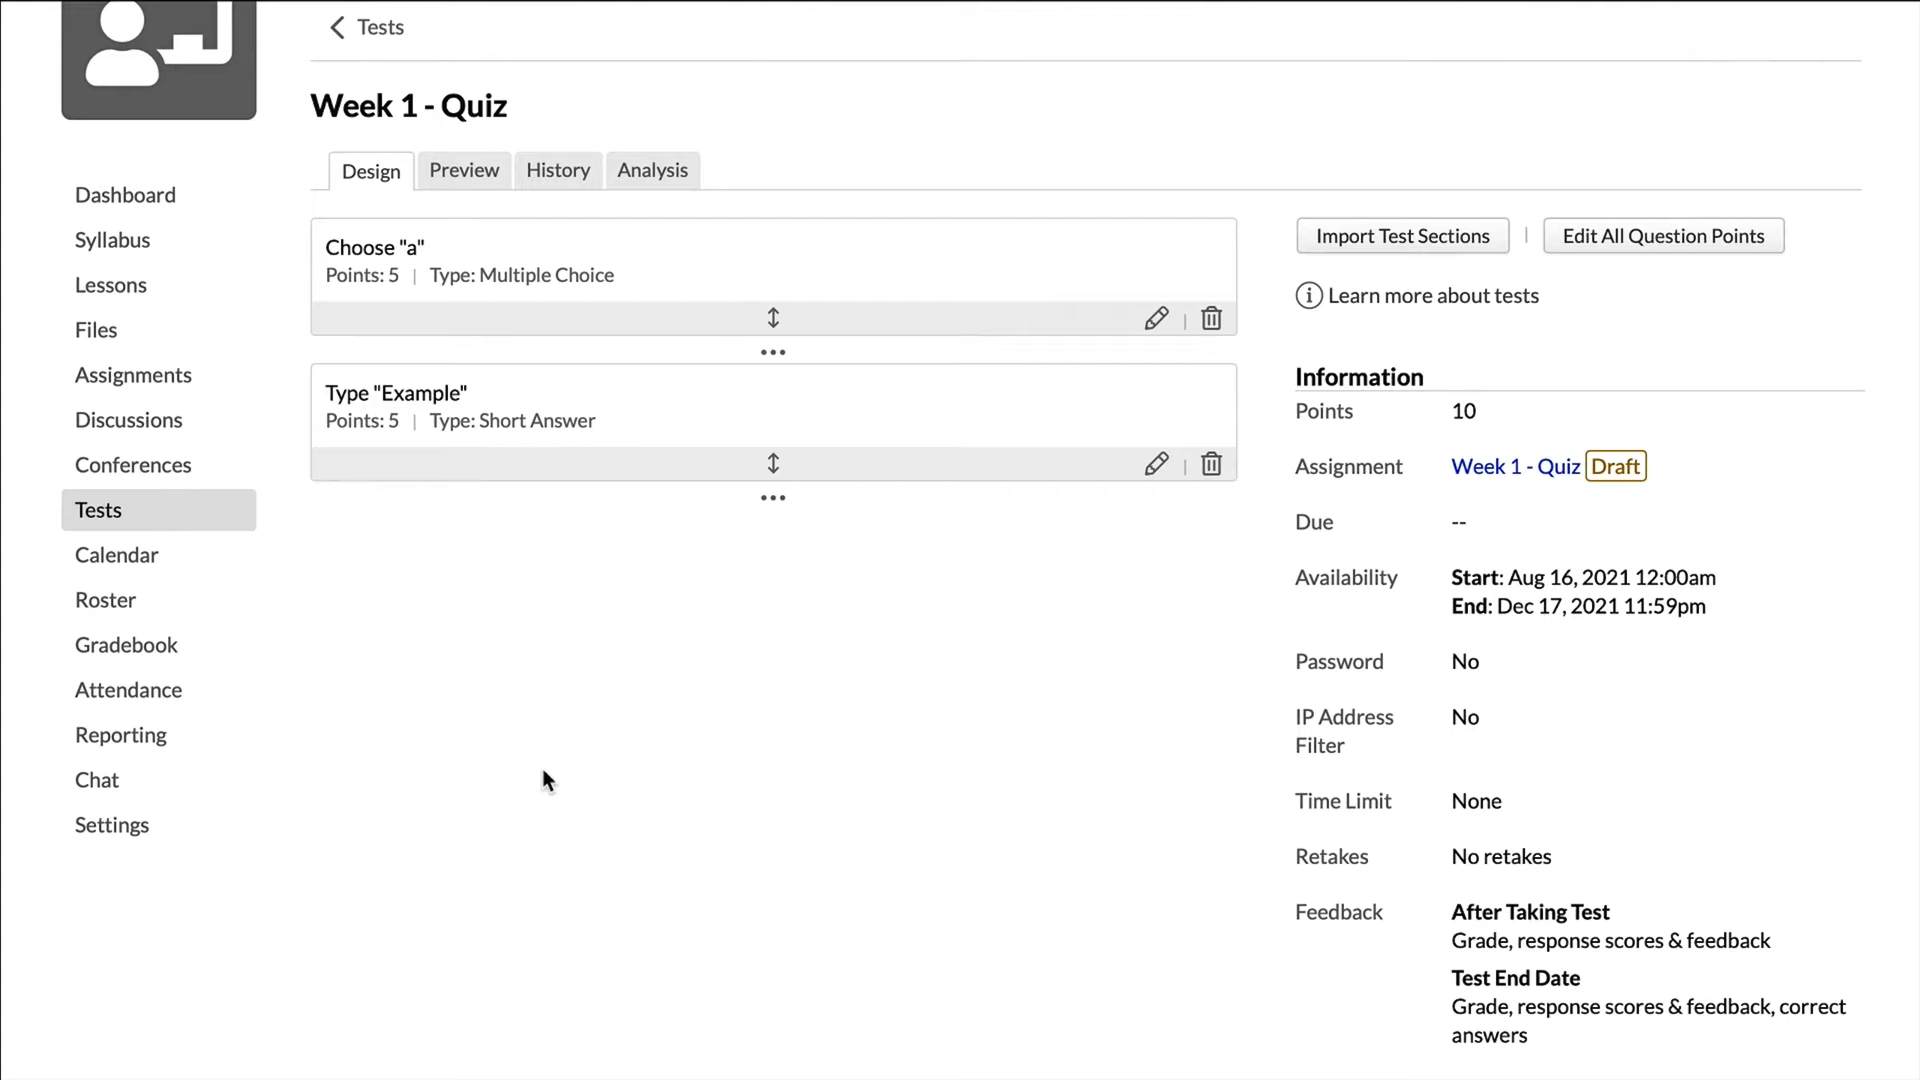 Tests
Week 1 - Quiz
Design
Preview
History
Analysis
Dashboard
Syllabus
Lessons
Files
Assignments
Discussions
Conferences
Tests
Calendar
Roster
Gradebook
Attendance
Reporting
Chat
Settings
Choose "a"
Points: 5 | Type: Multiple Choice
Type "Example"
Points: 5 | Type: Short Answer
Import Test Sections | Edit All Question Points
Learn more about tests
Information
Points 10
Assignment Week 1 - Quiz Draft
Due --
Availability Start: Aug 16, 2021 12:00am
End: Dec 17, 2021 11:59pm
Password No
IP Address No
Filter
Time Limit None
Retakes No retakes
Feedback After Taking Test
Grade, response scores & feedback
Test End Date
Grade, response scores & feedback, correct
answers